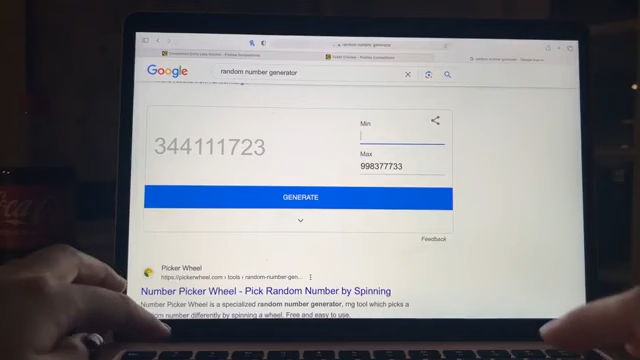 Google
random number generator
344111723
Min
Max
998377733
GENERATE
Feedback
Picker Wheel
https://pickerwheel.com › tools › random-number-gen...
Number Picker Wheel - Pick Random Number by Spinning
Number Picker Wheel is a specialized random number generator, rng tool which picks a
random number differently by spinning a wheel. Free and easy to use.